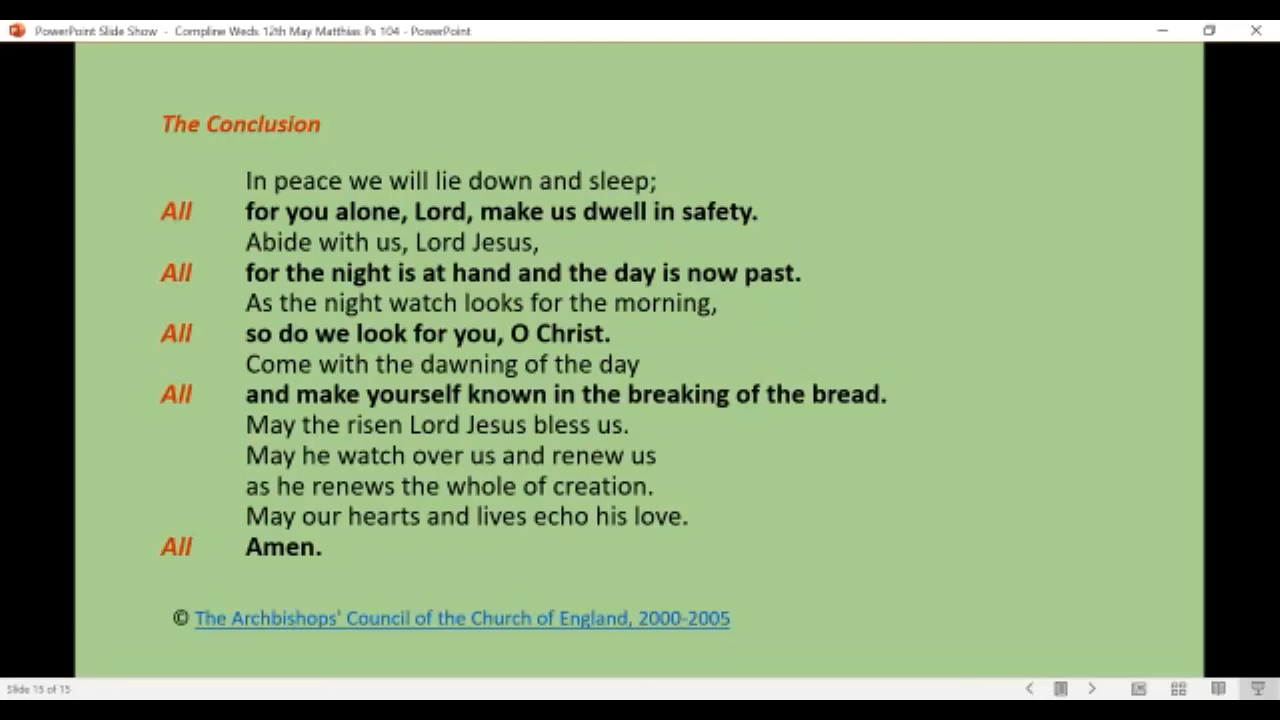 PowerPoint Slide Show - Compline Weds 12th May Matthias Ps 104 - PowerPoint
The Conclusion
In peace we will lie down and sleep;
All for you alone, Lord, make us dwell in safety.
Abide with us, Lord Jesus,
All for the night is at hand and the day is now past.
As the night watch looks for the morning,
All so do we look for you, O Christ.
Come with the dawning of the day
All and make yourself known in the breaking of the bread.
May the risen Lord Jesus bless us.
May he watch over us and renew us
as he renews the whole of creation.
May our hearts and lives echo his love.
All Amen.
© The Archbishops' Council of the Church of England, 2000-2005
Slide 15 of 15